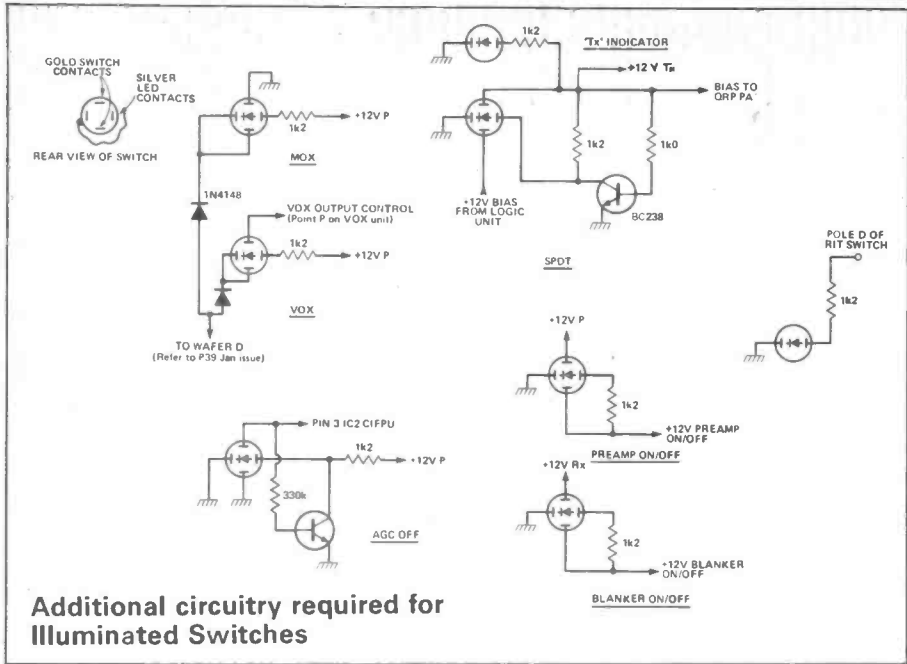 GOLD SWITCH
CONTACTS
SILVER
LED
CONTACTS
REAR VIEW OF SWITCH
1k2
+12V P
MOX
1N4148
VOX OUTPUT CONTROL
(Point P on VOX unit)
1k2
+12V P
VOX
TO WAFER D
(Refer to P39 Jan issue)
1k2
'Tx' INDICATOR
+12 V Tx
BIAS TO
QRP PA
1k2
1k0
+12V BIAS
FROM LOGIC
UNIT
BC238
SPDT
POLE D OF
RIT SWITCH
1k2
+12V P
1k2
+12V PREAMP
ON/OFF
PREAMP ON/OFF
PIN 3 IC2 CIFPU
1k2
+12V P
330k
AGC OFF
+12V Rx
1k2
+12V BLANKER
ON/OFF
BLANKER ON/OFF
Additional circuitry required for
Illuminated Switches